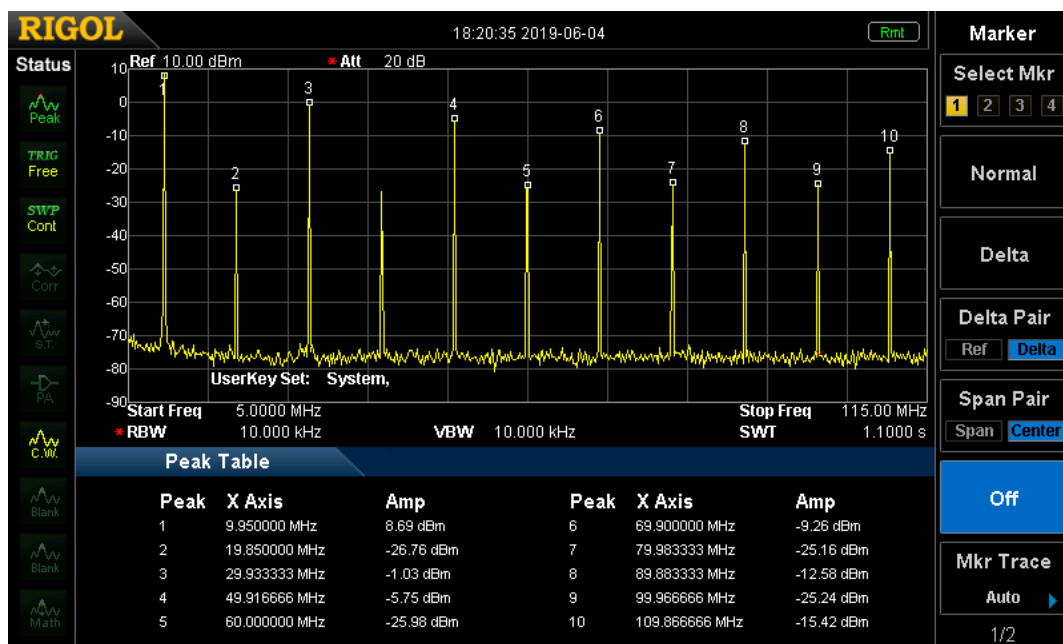 RIGOL
18:20:35 2019-06-04
Rmt
Status
Peak
TRIG
Free
SWP
Cont
Corr
S.T.
PA
C.W.
Blank
Blank
Math
Ref 10.00 dBm * Att 20 dB
10
0
-10
-20
-30
-40
-50
-60
-70
-80
-90
1
2
3
4
5
6
7
8
9
10
UserKey Set: System,
Start Freq 5.0000 MHz Stop Freq 115.00 MHz
* RBW 10.000 kHz VBW 10.000 kHz SWT 1.1000 s
Peak Table
Peak X Axis Amp Peak X Axis Amp
1 9.950000 MHz 8.69 dBm 6 69.900000 MHz -9.26 dBm
2 19.850000 MHz -26.76 dBm 7 79.983333 MHz -25.16 dBm
3 29.933333 MHz -1.03 dBm 8 89.883333 MHz -12.58 dBm
4 49.916666 MHz -5.75 dBm 9 99.966666 MHz -25.24 dBm
5 60.000000 MHz -25.98 dBm 10 109.866666 MHz -15.42 dBm
Marker
Select Mkr
1 2 3 4
Normal
Delta
Delta Pair
Ref Delta
Span Pair
Span Center
Off
Mkr Trace
Auto
1/2